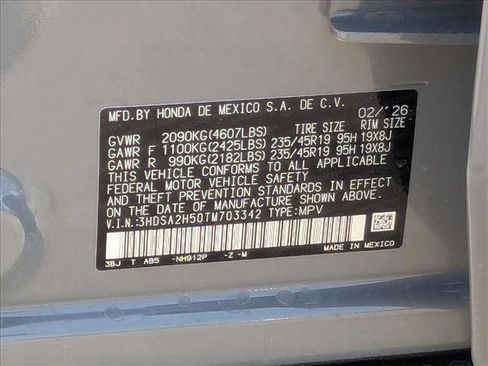 MFD.BY HONDA DE MEXICO S.A. DE C.V. 02/'26
GVWR 2090KG(4607LBS) TIRE SIZE RIM SIZE
GAWR F 1100KG(2425LBS) 235/45R19 95H 19X8J
GAWR R 990KG(2182LBS) 235/45R19 95H 19X8J
THIS VEHICLE CONFORMS TO ALL APPLICABLE
FEDERAL MOTOR VEHICLE SAFETY
AND THEFT PREVENTION STANDARDS IN EFFECT
ON THE DATE OF MANUFACTURE SHOWN ABOVE.
V.I.N.:3HDSA2H50TM703342 TYPE:MPV
MADE IN MEXICO
3BJ T AB5 -NH912P -Z -M